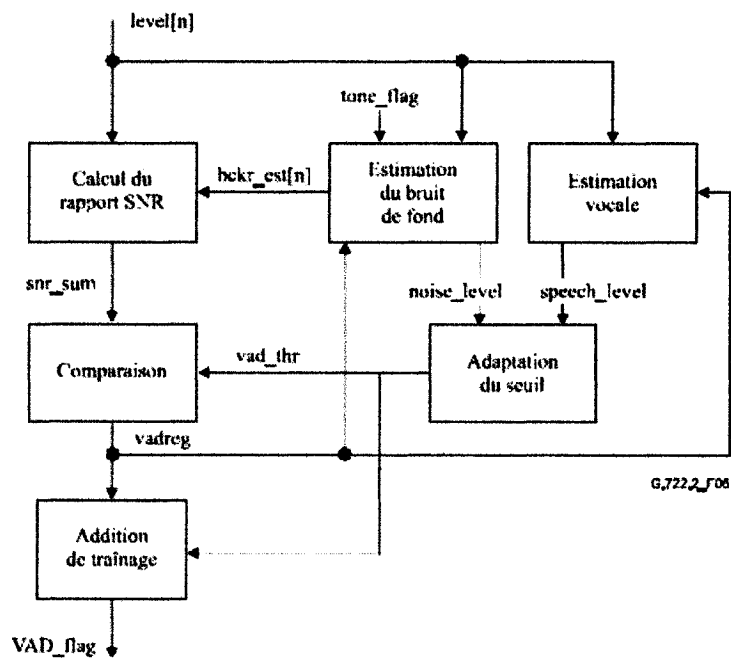 level[n]
tone_flag
Calcul du
rapport SNR
bckr_est[n]
Estimation
du bruit
de fond
Estimation
vocale
snr_sum
noise_level
speech_level
Comparaison
vad_thr
Adaptation
du seuil
vadreg
G.722.2_F06
Addition
de traînage
VAD_flag